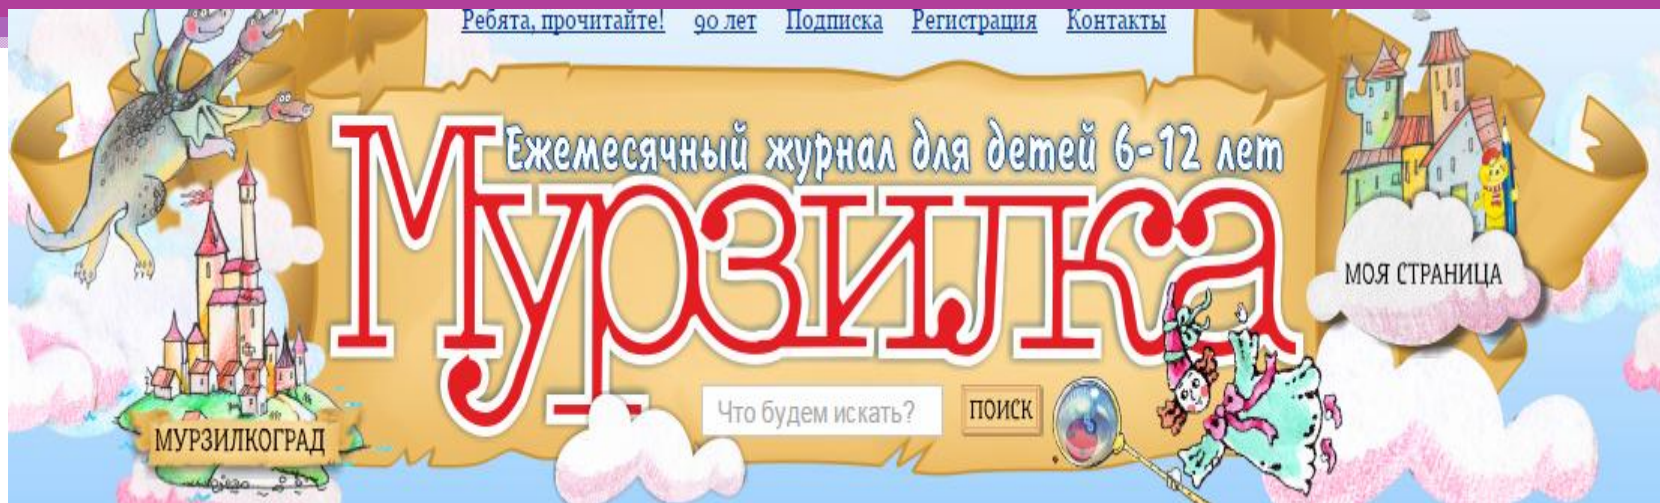 Ребята, прочитайте! 90 лет Подписка Регистрация Контакты
Ежемесячный журнал для детей 6-12 лет
Мурзилка
МОЯ СТРАНИЦА
Что будем искать? ПОИСК
МУРЗИЛКОГРАД